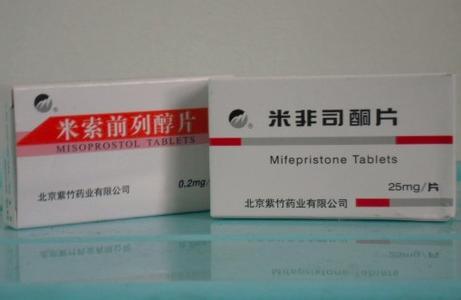 米索前列醇片
MISOPROSTOL TABLETS
0.2mg/
北京紫竹药业有限公司
米非司酮片
Mifepristone Tablets
25mg/片
北京紫竹药业有限公司